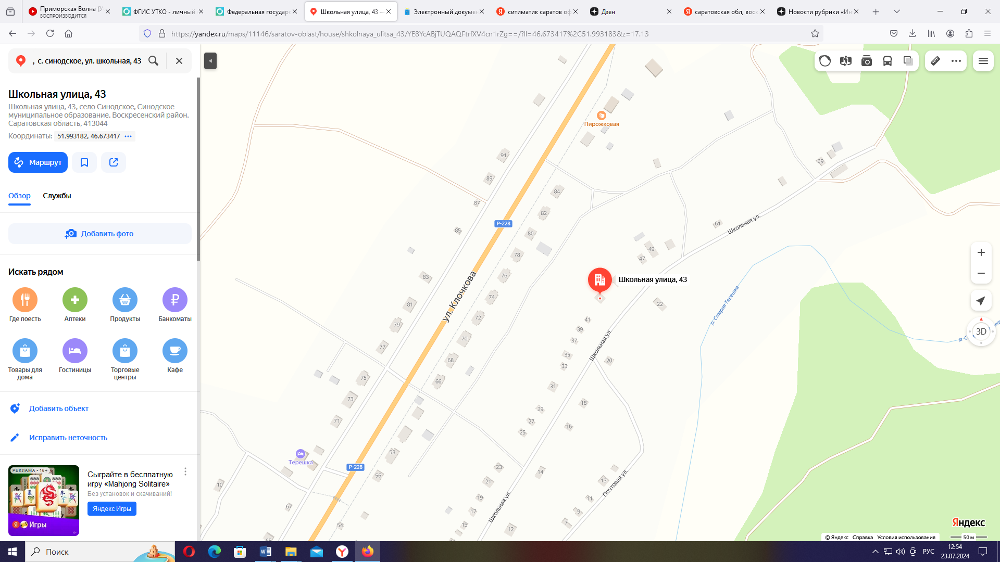 Приморская Волна (У
ВОСПРОИЗВОДИТСЯ
ФГИС УТКО - личный
Федеральная государс
Школьная улица, 43 —
Электронный докумен
ситиматик саратов оф
Дзен
саратовская обл, воск
Новости рубрики «Ин
https://yandex.ru/maps/11146/saratov-oblast/house/shkolnaya_ulitsa_43/YE8YcABjTUQAQFtrfXV4cn1rZg==/?ll=46.673417%2C51.993183&z=17.13
, с. синодское, ул. школьная, 43
Школьная улица, 43
Школьная улица, 43, село Синодское, Синодское
муниципальное образование, Воскресенский район,
Саратовская область, 413044
Координаты: 51.993182, 46.673417
Маршрут
Обзор
Службы
Добавить фото
Искать рядом
Где поесть
Аптеки
Продукты
Банкоматы
Товары для
дома
Гостиницы
Торговые
центры
Кафе
Добавить объект
Исправить неточность
РЕКЛАМА • 16+
Сыграйте в бесплатную
игру «Mahjong Solitaire»
Без установок и скачиваний!
Яндекс Игры
Я Игры
Пирожковая
91
89
87
85
83
81
79
77
75
73
71
67
10
84
82
80
78
76
74
72
70
68
66
58
56
54
P-228
ул. Клочкова
P-228
Терешка
69
61
Школьная ул.
49
47
Школьная улица, 43
22
41
39
37
35
33
Школьная ул.
20
31
29
27
25
18
16
23
21
19
17
15
14
12
Школьная ул.
13
11
9
7
Почтовая ул.
р. Старая Терешка
3D
Яндекс
© Яндекс Справка Условия использования
50 м
Поиск
РУС
12:54
23.07.2024